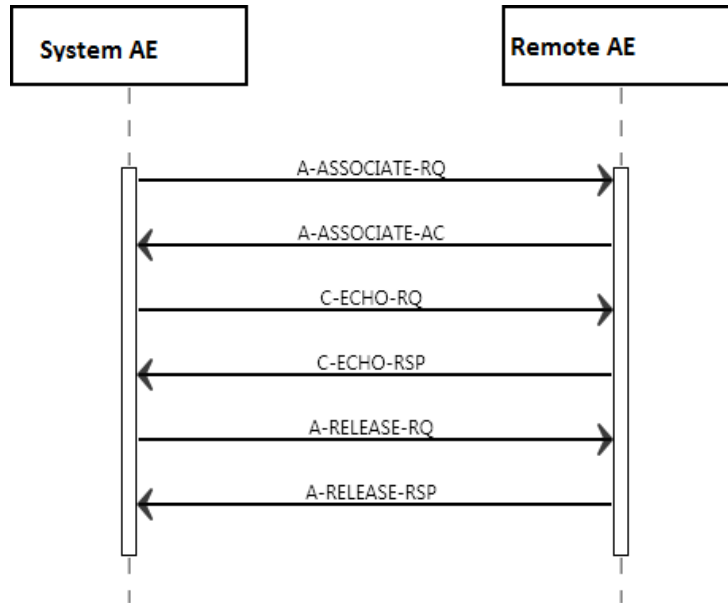 System AE
Remote AE
A-ASSOCIATE-RQ
A-ASSOCIATE-AC
C-ECHO-RQ
C-ECHO-RSP
A-RELEASE-RQ
A-RELEASE-RSP